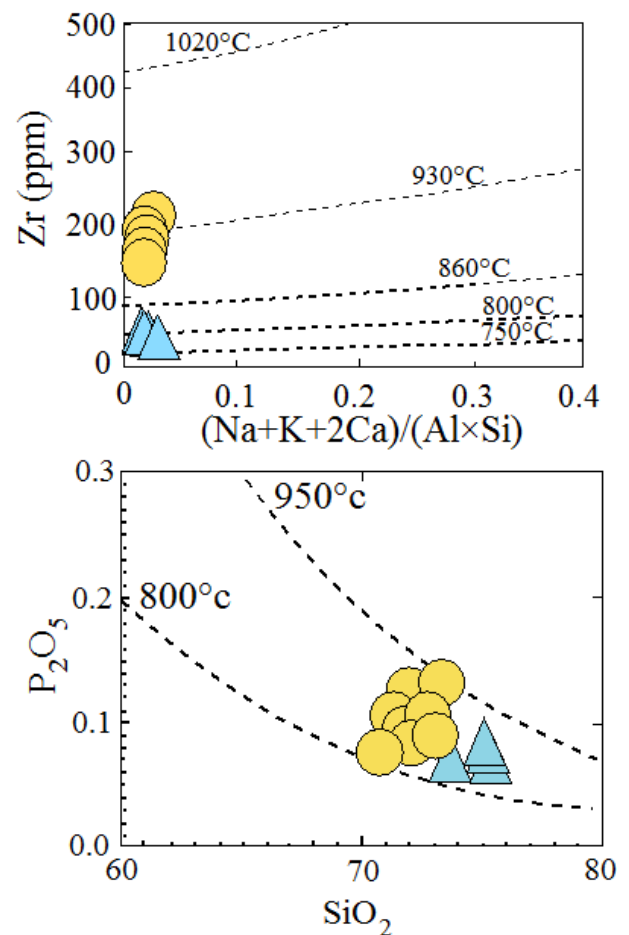 500
1020°C
400
300
930°C
200
860°C
100
800°C
750°C
0
Zr (ppm)
0 0.1 0.2 0.3 0.4
(Na+K+2Ca)/(Al×Si)
0.3
950°c
0.2
800°c
0.1
0.0
P₂O₅
60 70 80
SiO₂